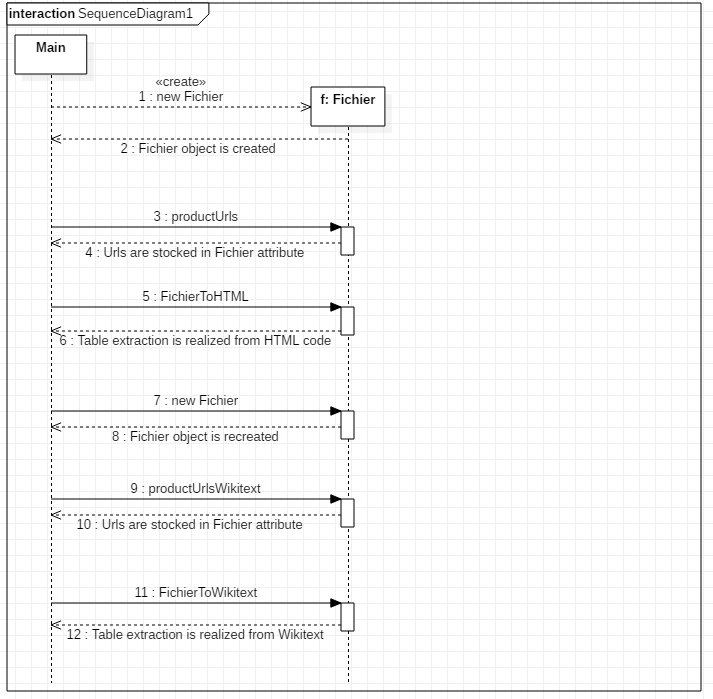 interaction SequenceDiagram1
Main
«create»
1 : new Fichier
f: Fichier
2 : Fichier object is created
3 : productUrls
4 : Urls are stocked in Fichier attribute
5 : FichierToHTML
6 : Table extraction is realized from HTML code
7 : new Fichier
8 : Fichier object is recreated
9 : productUrlsWikitext
10 : Urls are stocked in Fichier attribute
11 : FichierToWikitext
12 : Table extraction is realized from Wikitext